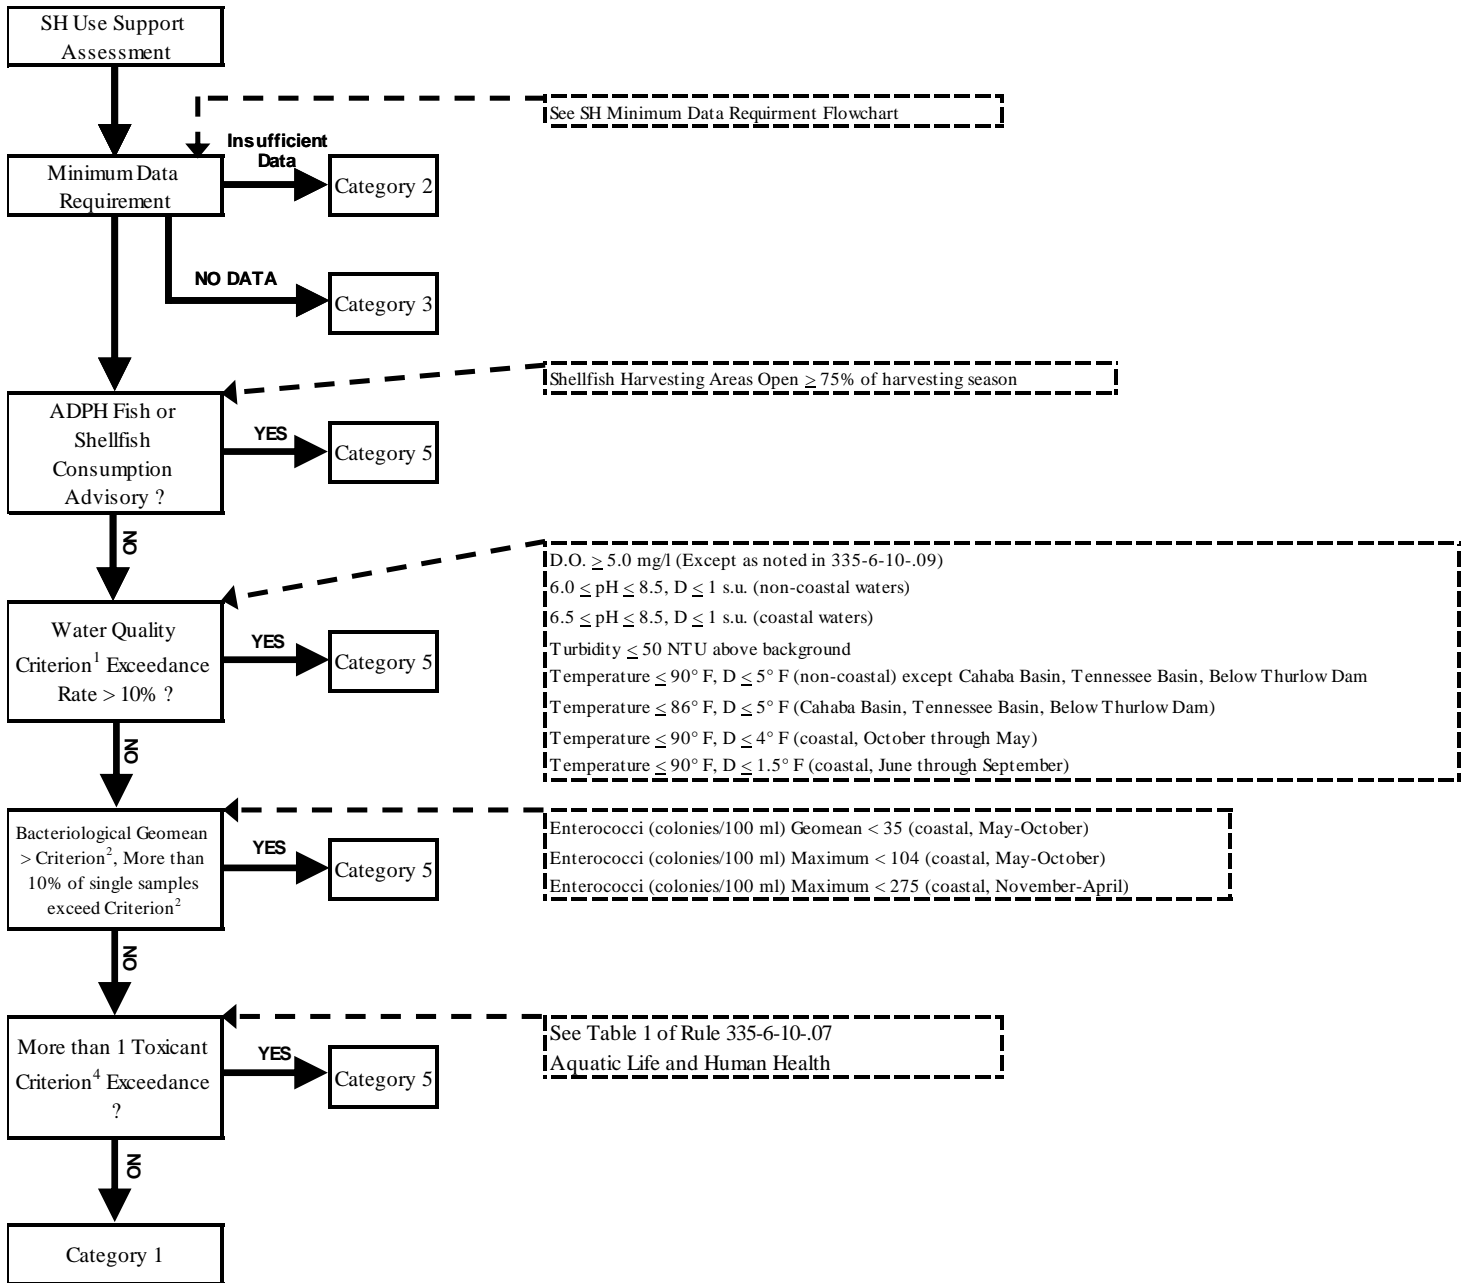 SH Use Support
Assessment
See SH Minimum Data Requirment Flowchart
Insufficient
Data
Minimum Data
Requirement
Category 2
NO DATA
Category 3
Shellfish Harvesting Areas Open ≥ 75% of harvesting season
ADPH Fish or
Shellfish
Consumption
Advisory ?
YES
Category 5
NO
D.O. ≥ 5.0 mg/l (Except as noted in 335-6-10-.09)
6.0 ≤ pH ≤ 8.5, D ≤ 1 s.u. (non-coastal waters)
6.5 ≤ pH ≤ 8.5, D ≤ 1 s.u. (coastal waters)
Turbidity ≤ 50 NTU above background
Temperature ≤ 90° F, D ≤ 5° F (non-coastal) except Cahaba Basin, Tennessee Basin, Below Thurlow Dam
Temperature ≤ 86° F, D ≤ 5° F (Cahaba Basin, Tennessee Basin, Below Thurlow Dam)
Temperature ≤ 90° F, D ≤ 4° F (coastal, October through May)
Temperature ≤ 90° F, D ≤ 1.5° F (coastal, June through September)
Water Quality
Criterion¹ Exceedance
Rate > 10% ?
YES
Category 5
NO
Bacteriological Geomean
> Criterion², More than
10% of single samples
exceed Criterion²
YES
Category 5
Enterococci (colonies/100 ml) Geomean < 35 (coastal, May-October)
Enterococci (colonies/100 ml) Maximum < 104 (coastal, May-October)
Enterococci (colonies/100 ml) Maximum < 275 (coastal, November-April)
NO
More than 1 Toxicant
Criterion⁴ Exceedance
?
YES
Category 5
See Table 1 of Rule 335-6-10-.07
Aquatic Life and Human Health
NO
Category 1